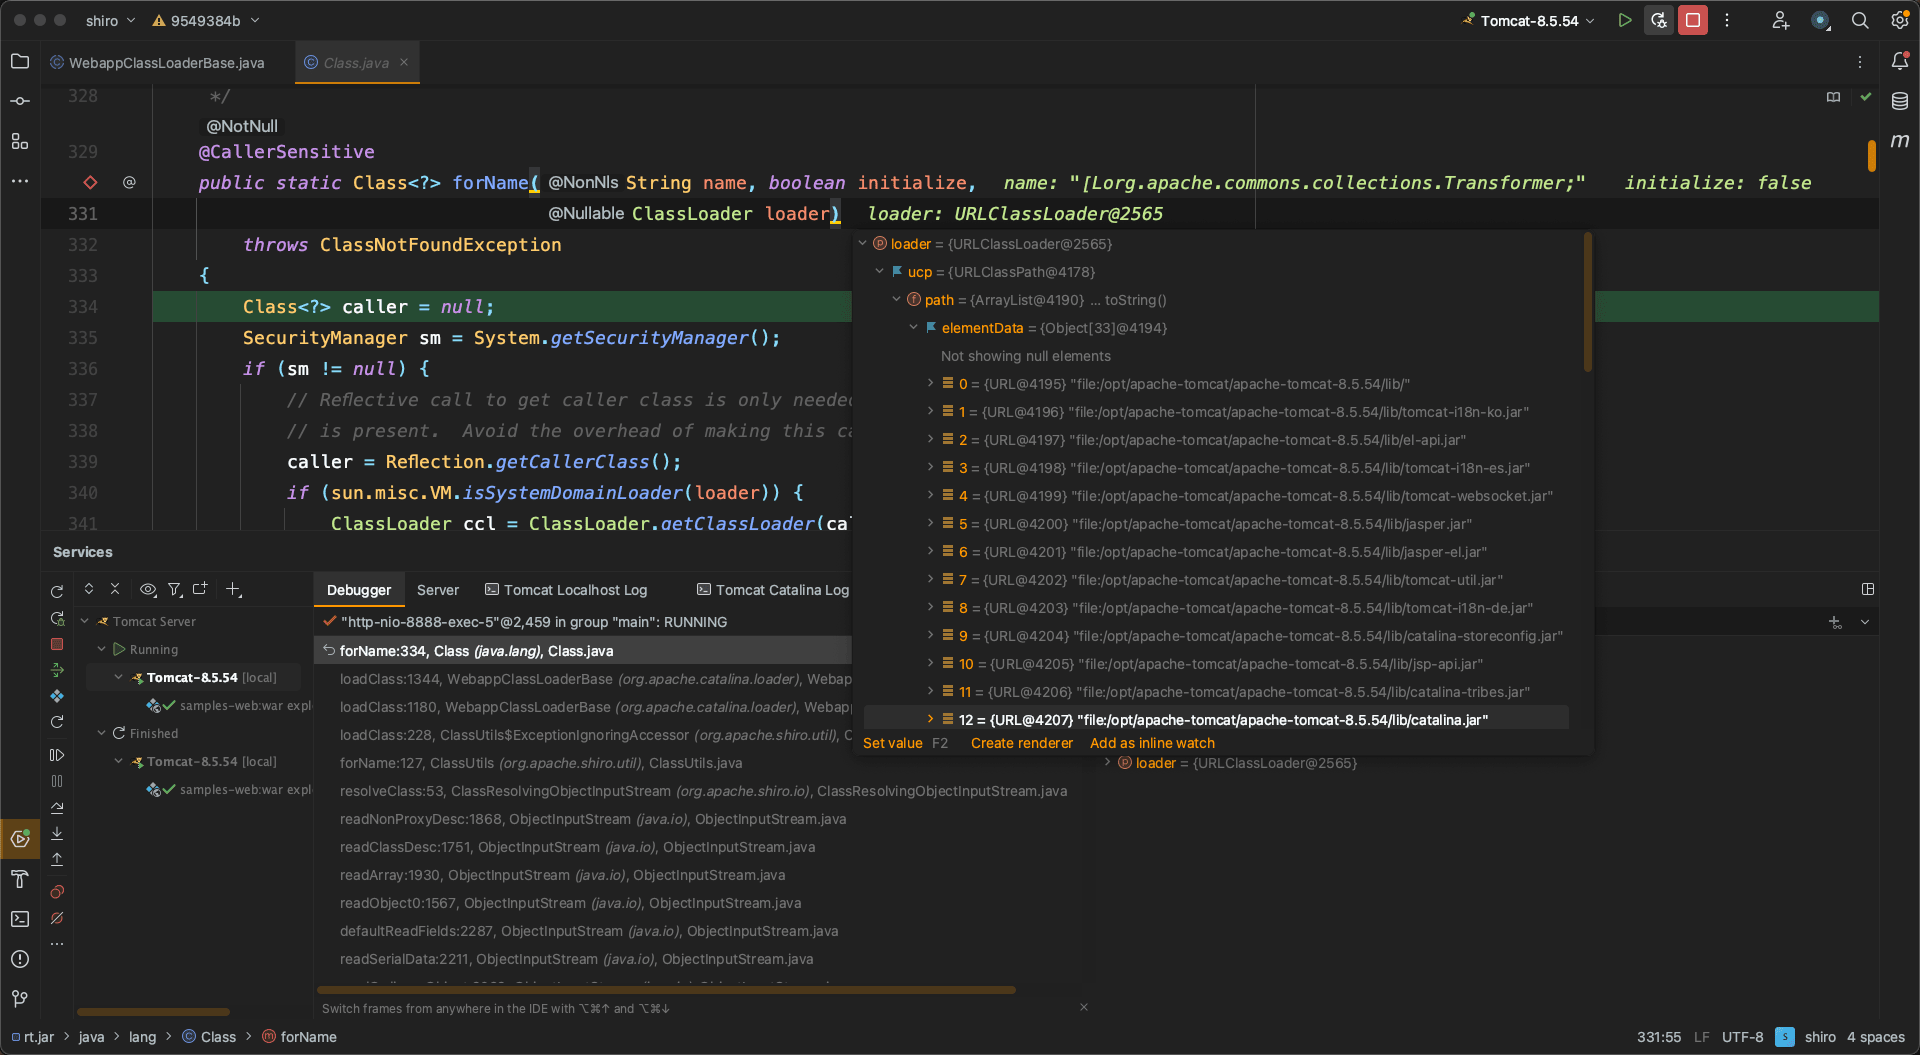 shiro
9549384b
Tomcat-8.5.54
WebappClassLoaderBase.java
Class.java
328 */
@NotNull
329 @CallerSensitive
@ public static Class<?> forName( @NonNls String name, boolean initialize, name: "[Lorg.apache.commons.collections.Transformer;" initialize: false
331 @Nullable ClassLoader loader) loader: URLClassLoader@2565
332 throws ClassNotFoundException
333 {
334 Class<?> caller = null;
335 SecurityManager sm = System.getSecurityManager();
336 if (sm != null) {
337 // Reflective call to get caller class is only needed
338 // is present. Avoid the overhead of making this ca
339 caller = Reflection.getCallerClass();
340 if (sun.misc.VM.isSystemDomainLoader(loader)) {
341 ClassLoader ccl = ClassLoader.getClassLoader(cal
loader = {URLClassLoader@2565}
ucp = {URLClassPath@4178}
path = {ArrayList@4190} ... toString()
elementData = {Object[33]@4194}
Not showing null elements
0 = {URL@4195} "file:/opt/apache-tomcat/apache-tomcat-8.5.54/lib/"
1 = {URL@4196} "file:/opt/apache-tomcat/apache-tomcat-8.5.54/lib/tomcat-i18n-ko.jar"
2 = {URL@4197} "file:/opt/apache-tomcat/apache-tomcat-8.5.54/lib/el-api.jar"
3 = {URL@4198} "file:/opt/apache-tomcat/apache-tomcat-8.5.54/lib/tomcat-i18n-es.jar"
4 = {URL@4199} "file:/opt/apache-tomcat/apache-tomcat-8.5.54/lib/tomcat-websocket.jar"
5 = {URL@4200} "file:/opt/apache-tomcat/apache-tomcat-8.5.54/lib/jasper.jar"
6 = {URL@4201} "file:/opt/apache-tomcat/apache-tomcat-8.5.54/lib/jasper-el.jar"
7 = {URL@4202} "file:/opt/apache-tomcat/apache-tomcat-8.5.54/lib/tomcat-util.jar"
8 = {URL@4203} "file:/opt/apache-tomcat/apache-tomcat-8.5.54/lib/tomcat-i18n-de.jar"
9 = {URL@4204} "file:/opt/apache-tomcat/apache-tomcat-8.5.54/lib/catalina-storeconfig.jar"
10 = {URL@4205} "file:/opt/apache-tomcat/apache-tomcat-8.5.54/lib/jsp-api.jar"
11 = {URL@4206} "file:/opt/apache-tomcat/apache-tomcat-8.5.54/lib/catalina-tribes.jar"
12 = {URL@4207} "file:/opt/apache-tomcat/apache-tomcat-8.5.54/lib/catalina.jar"
Set value F2 Create renderer Add as inline watch
loader = {URLClassLoader@2565}
Services
Tomcat Server
Running
Tomcat-8.5.54 [local]
samples-web:war expl
Finished
Tomcat-8.5.54 [local]
samples-web:war expl
Debugger Server Tomcat Localhost Log Tomcat Catalina Log
"http-nio-8888-exec-5"@2,459 in group "main": RUNNING
forName:334, Class (java.lang), Class.java
loadClass:1344, WebappClassLoaderBase (org.apache.catalina.loader), Webap
loadClass:1180, WebappClassLoaderBase (org.apache.catalina.loader), Webapp
loadClass:228, ClassUtils$ExceptionIgnoringAccessor (org.apache.shiro.util), C
forName:127, ClassUtils (org.apache.shiro.util), ClassUtils.java
resolveClass:53, ClassResolvingObjectInputStream (org.apache.shiro.io), ClassResolvingObjectInputStream.java
readNonProxyDesc:1868, ObjectInputStream (java.io), ObjectInputStream.java
readClassDesc:1751, ObjectInputStream (java.io), ObjectInputStream.java
readArray:1930, ObjectInputStream (java.io), ObjectInputStream.java
readObject0:1567, ObjectInputStream (java.io), ObjectInputStream.java
defaultReadFields:2287, ObjectInputStream (java.io), ObjectInputStream.java
readSerialData:2211, ObjectInputStream (java.io), ObjectInputStream.java
Switch frames from anywhere in the IDE with ⌥⌘↑ and ⌥⌘↓
rt.jar > java > lang > Class > forName
331:55 LF UTF-8 S shiro 4 spaces